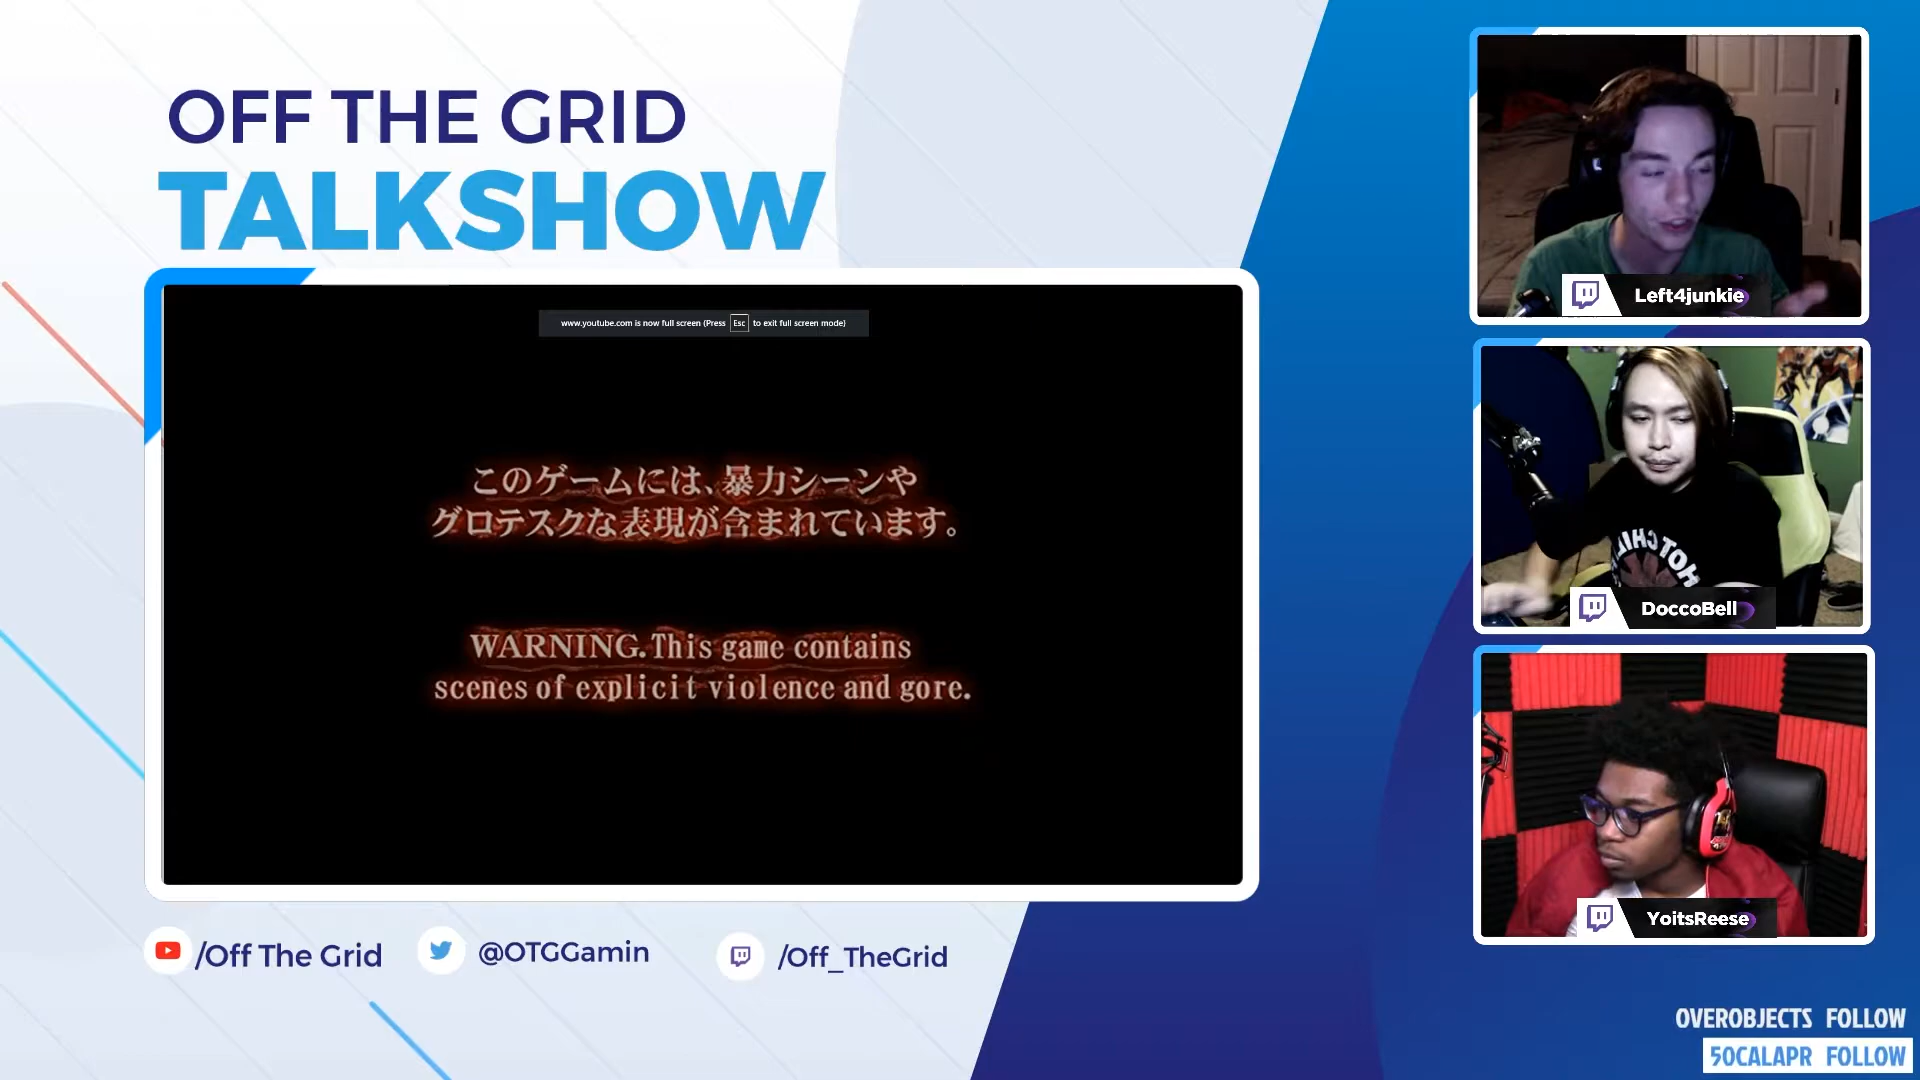 OFF THE GRID
TALKSHOW
www.youtube.com is now full screen (Press Esc to exit full screen mode)
このゲームには、暴力シーンや
グロテスクな表現が含まれています。
WARNING. This game contains
scenes of explicit violence and gore.
/Off The Grid
@OTGGamin
/Off_TheGrid
Left4junkie
HOT CHIL
DoccoBell
YoitsReese
OVEROBJECTS FOLLOW
50CALAPR FOLLOW